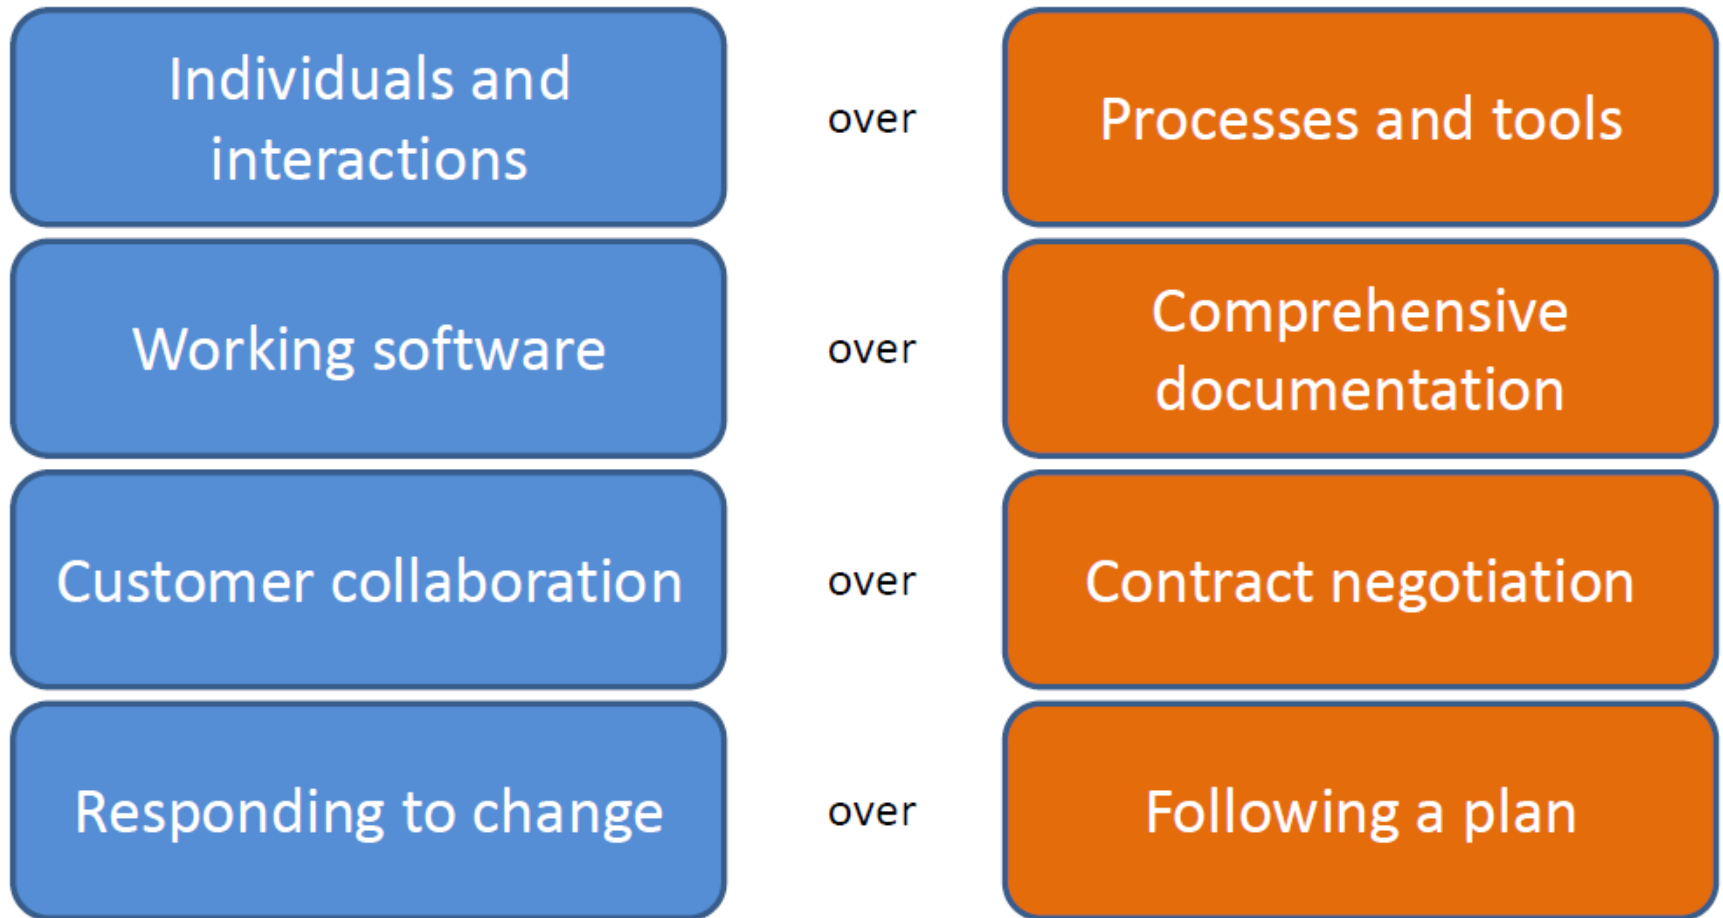 Individuals and
interactions
over
Processes and tools
Working software
over
Comprehensive
documentation
Customer collaboration
over
Contract negotiation
Responding to change
over
Following a plan